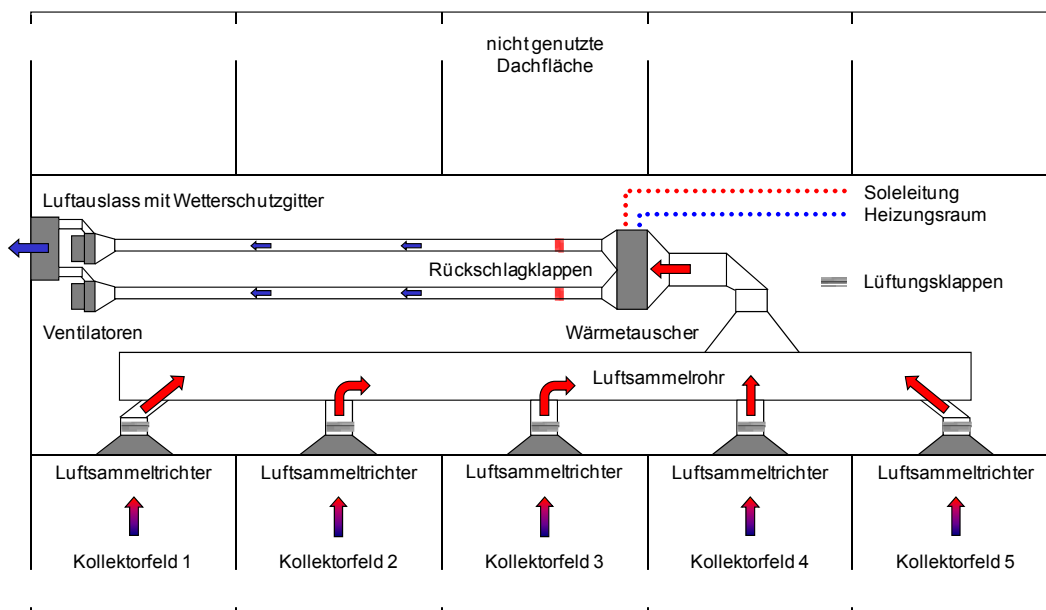 nicht genutzte
Dachfläche
Luftauslass mit Wetterschutzgitter
Soleleitung
Heizungsraum
Rückschlagklappen
Lüftungsklappen
Ventilatoren
Wärmetauscher
Luftsammelrohr
Luftsammeltrichter
Luftsammeltrichter
Luftsammeltrichter
Luftsammeltrichter
Luftsammeltrichter
Kollektorfeld 1
Kollektorfeld 2
Kollektorfeld 3
Kollektorfeld 4
Kollektorfeld 5